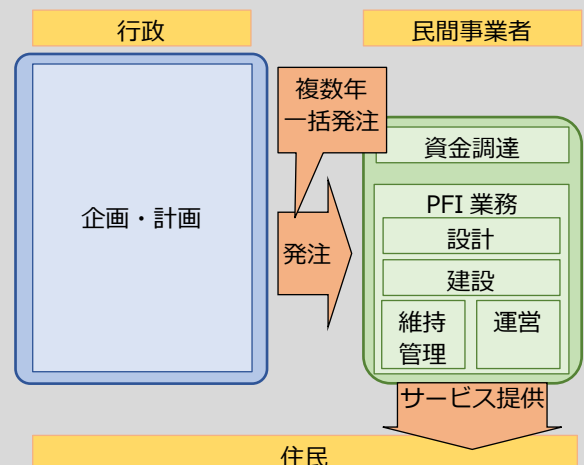 行政
民間事業者
複数年
一括発注
資金調達
企画・計画
PFI 業務
設計
発注
建設
維持
管理
運営
サービス提供
住民